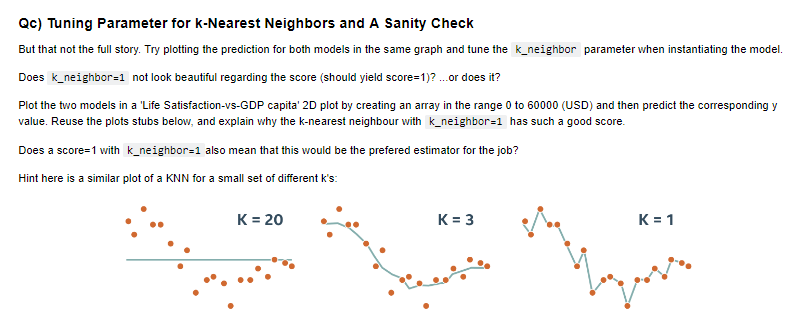 Qc) Tuning Parameter for k-Nearest Neighbors and A Sanity Check
But that not the full story. Try plotting the prediction for both models in the same graph and tune the k_neighbor parameter when instantiating the model.
Does k_neighbor=1 not look beautiful regarding the score (should yield score=1)? ...or does it?
Plot the two models in a 'Life Satisfaction-vs-GDP capita' 2D plot by creating an array in the range 0 to 60000 (USD) and then predict the corresponding y
value. Reuse the plots stubs below, and explain why the k-nearest neighbour with k_neighbor=1 has such a good score.
Does a score=1 with k_neighbor=1 also mean that this would be the prefered estimator for the job?
Hint here is a similar plot of a KNN for a small set of different k's:
K = 20 K = 3 K = 1